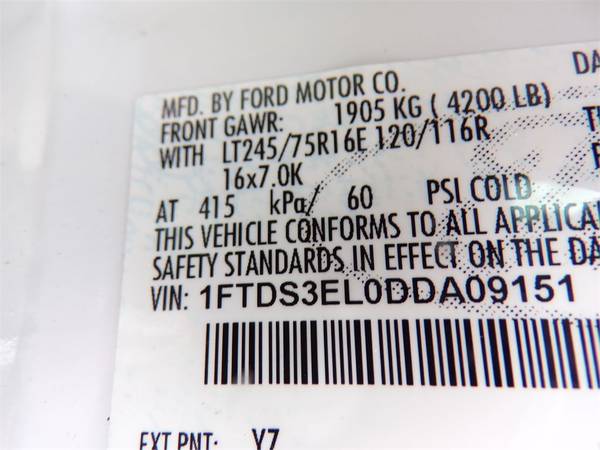 DA
MFD. BY FORD MOTOR CO.
FRONT GAWR: 1905 KG ( 4200 LB)
WITH LT245/75R16E 120/116R
16x7.0K
AT 415 kPa/ 60 PSI COLD
THIS VEHICLE CONFORMS TO ALL APPLICA
SAFETY STANDARDS IN EFFECT ON THE DA
VIN: 1FTDS3EL0DDA09151
EXT PNT: Y7